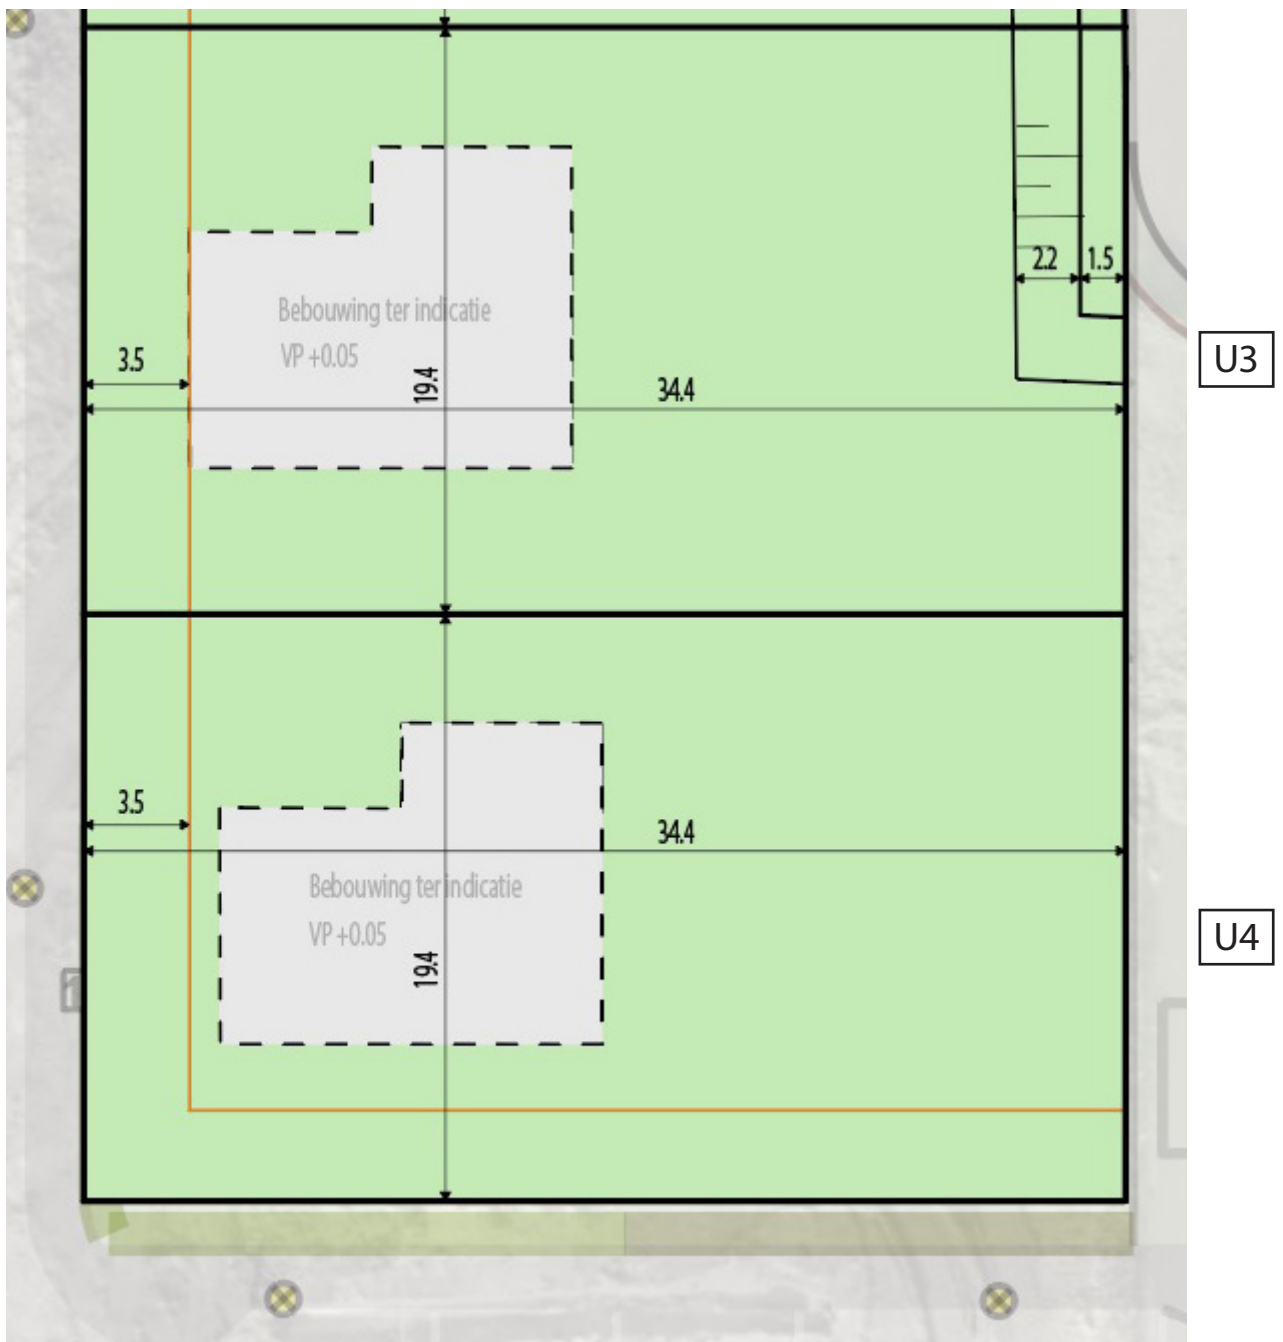 2.2
1.5
Bebouwing ter indicatie
VP +0.05
3.5
19.4
34.4
U3
3.5
34.4
Bebouwing ter indicatie
VP +0.05
19.4
U4